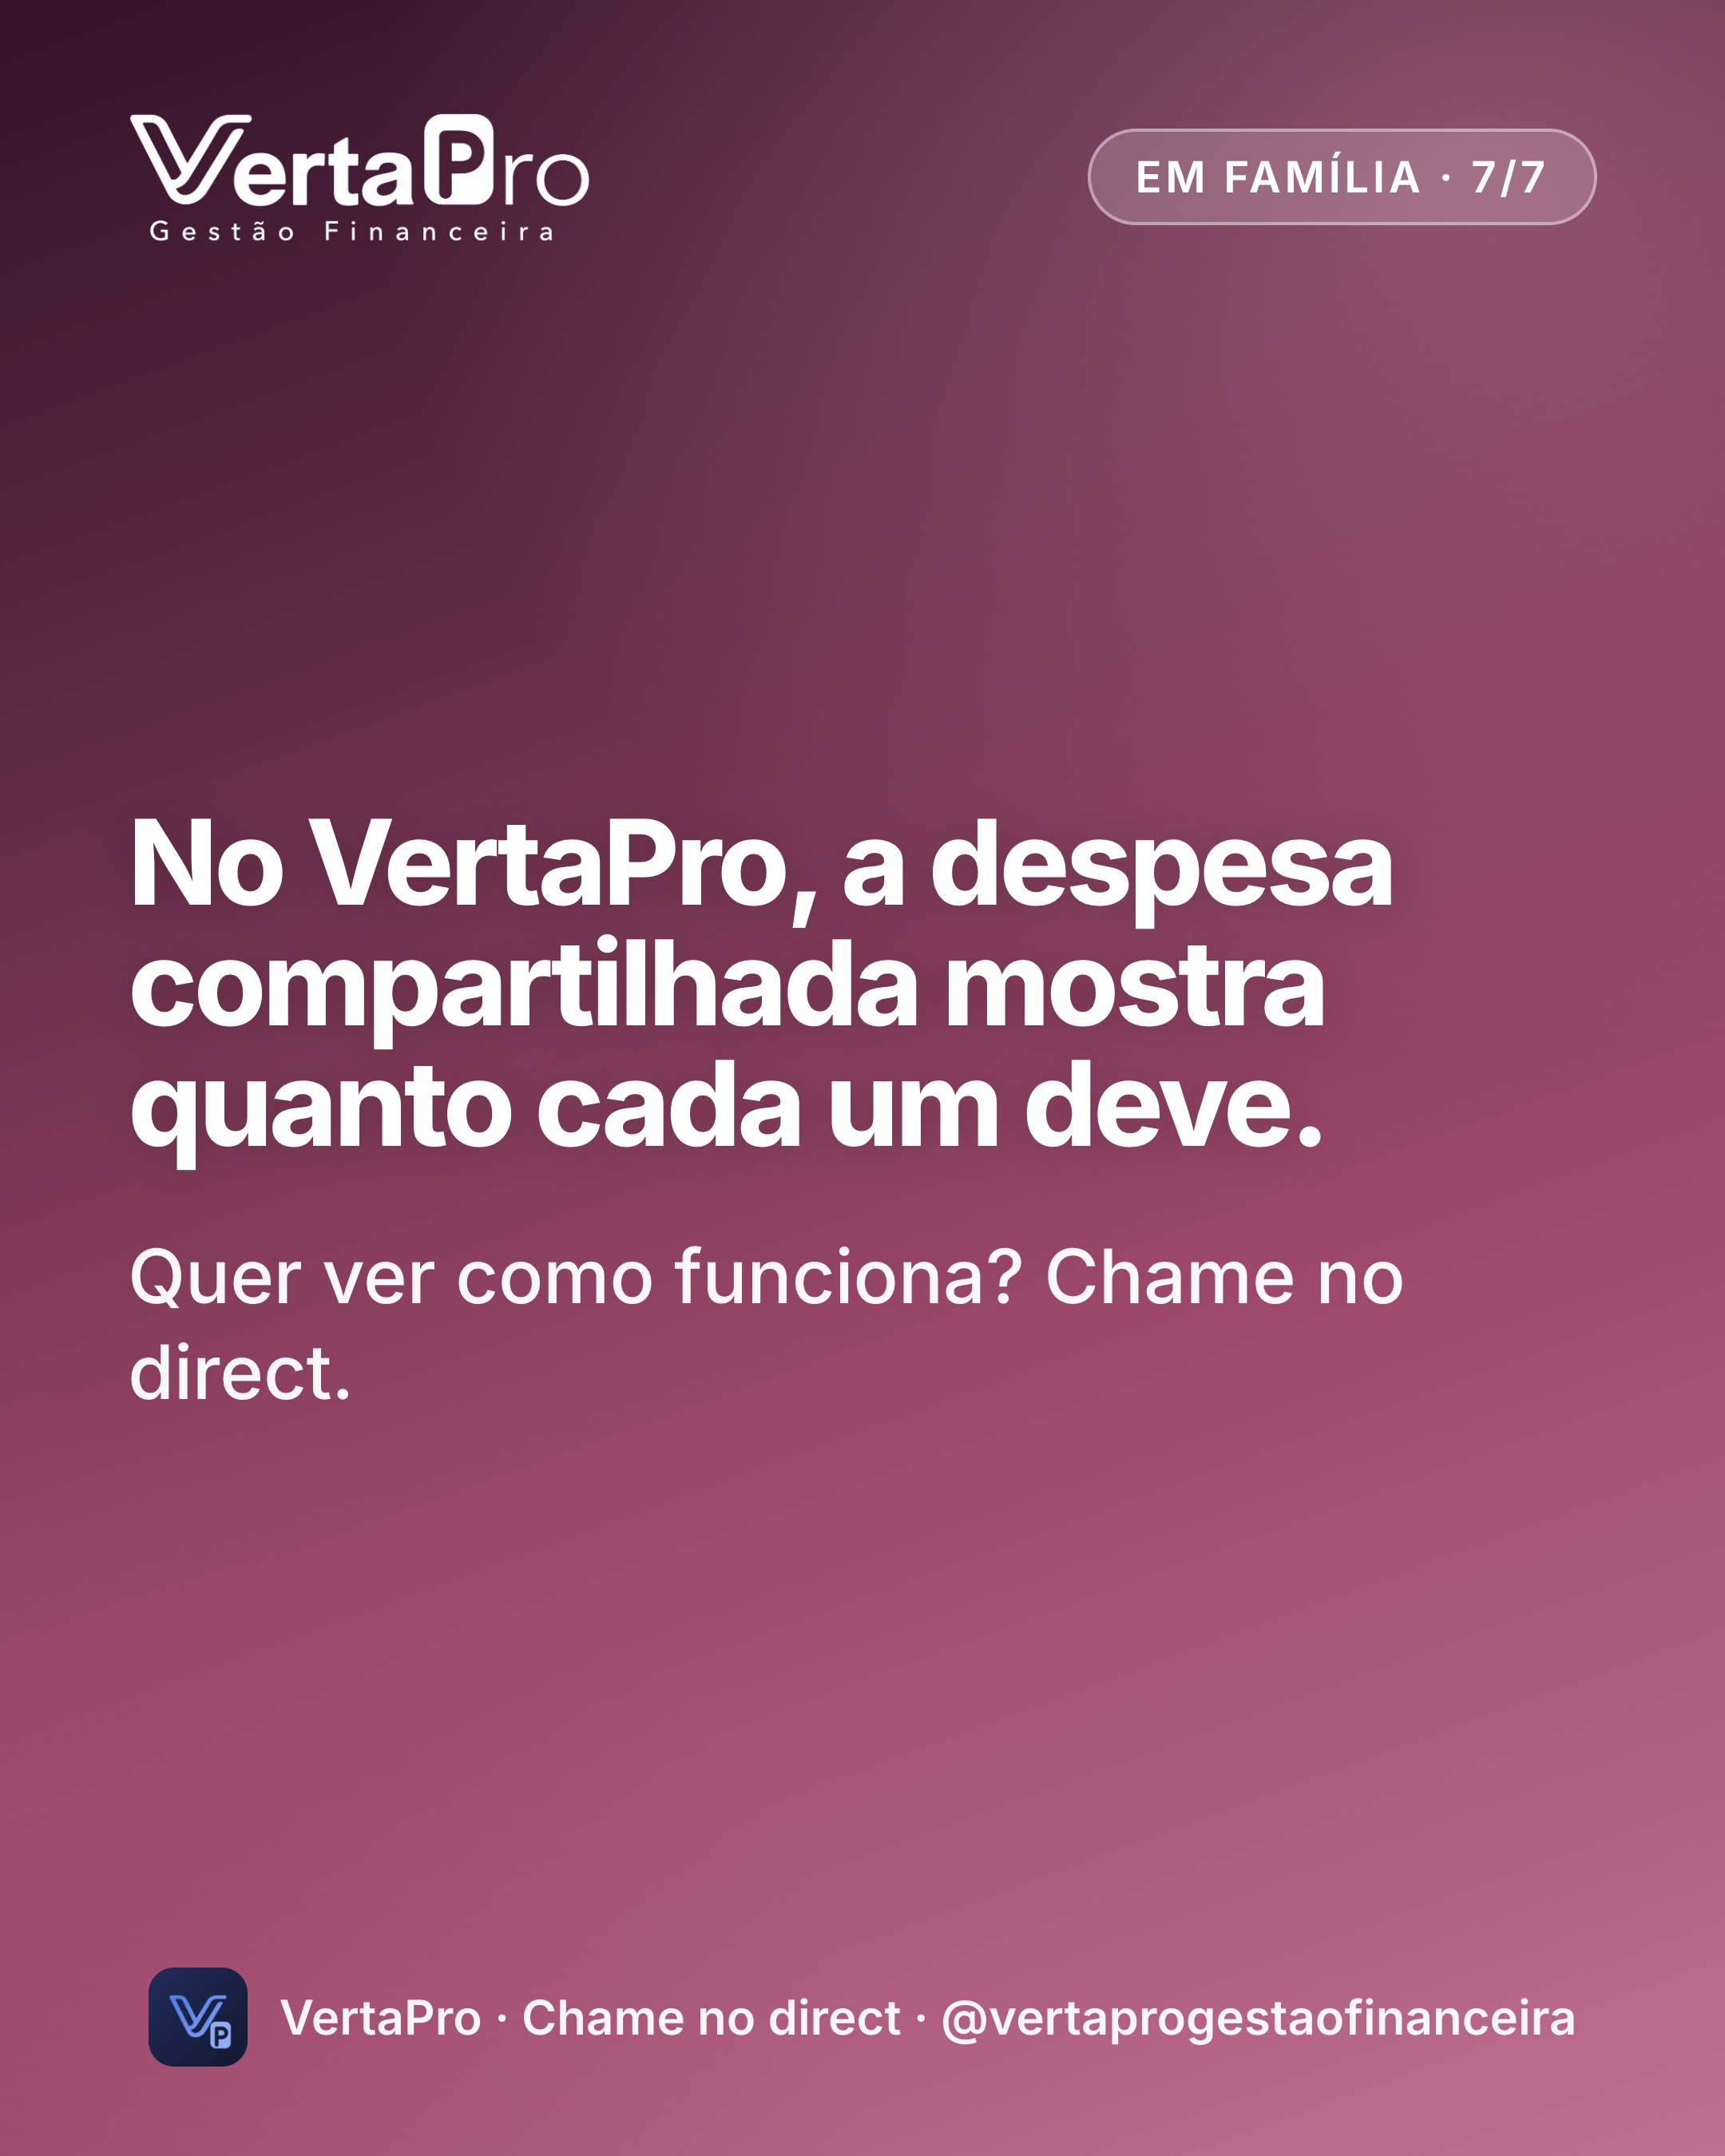 VertaPro
Gestão Financeira
EM FAMÍLIA · 7/7
No VertaPro, a despesa
compartilhada mostra
quanto cada um deve.
Quer ver como funciona? Chame no
direct.
VP
VertaPro · Chame no direct · @vertaprogestaofinanceira